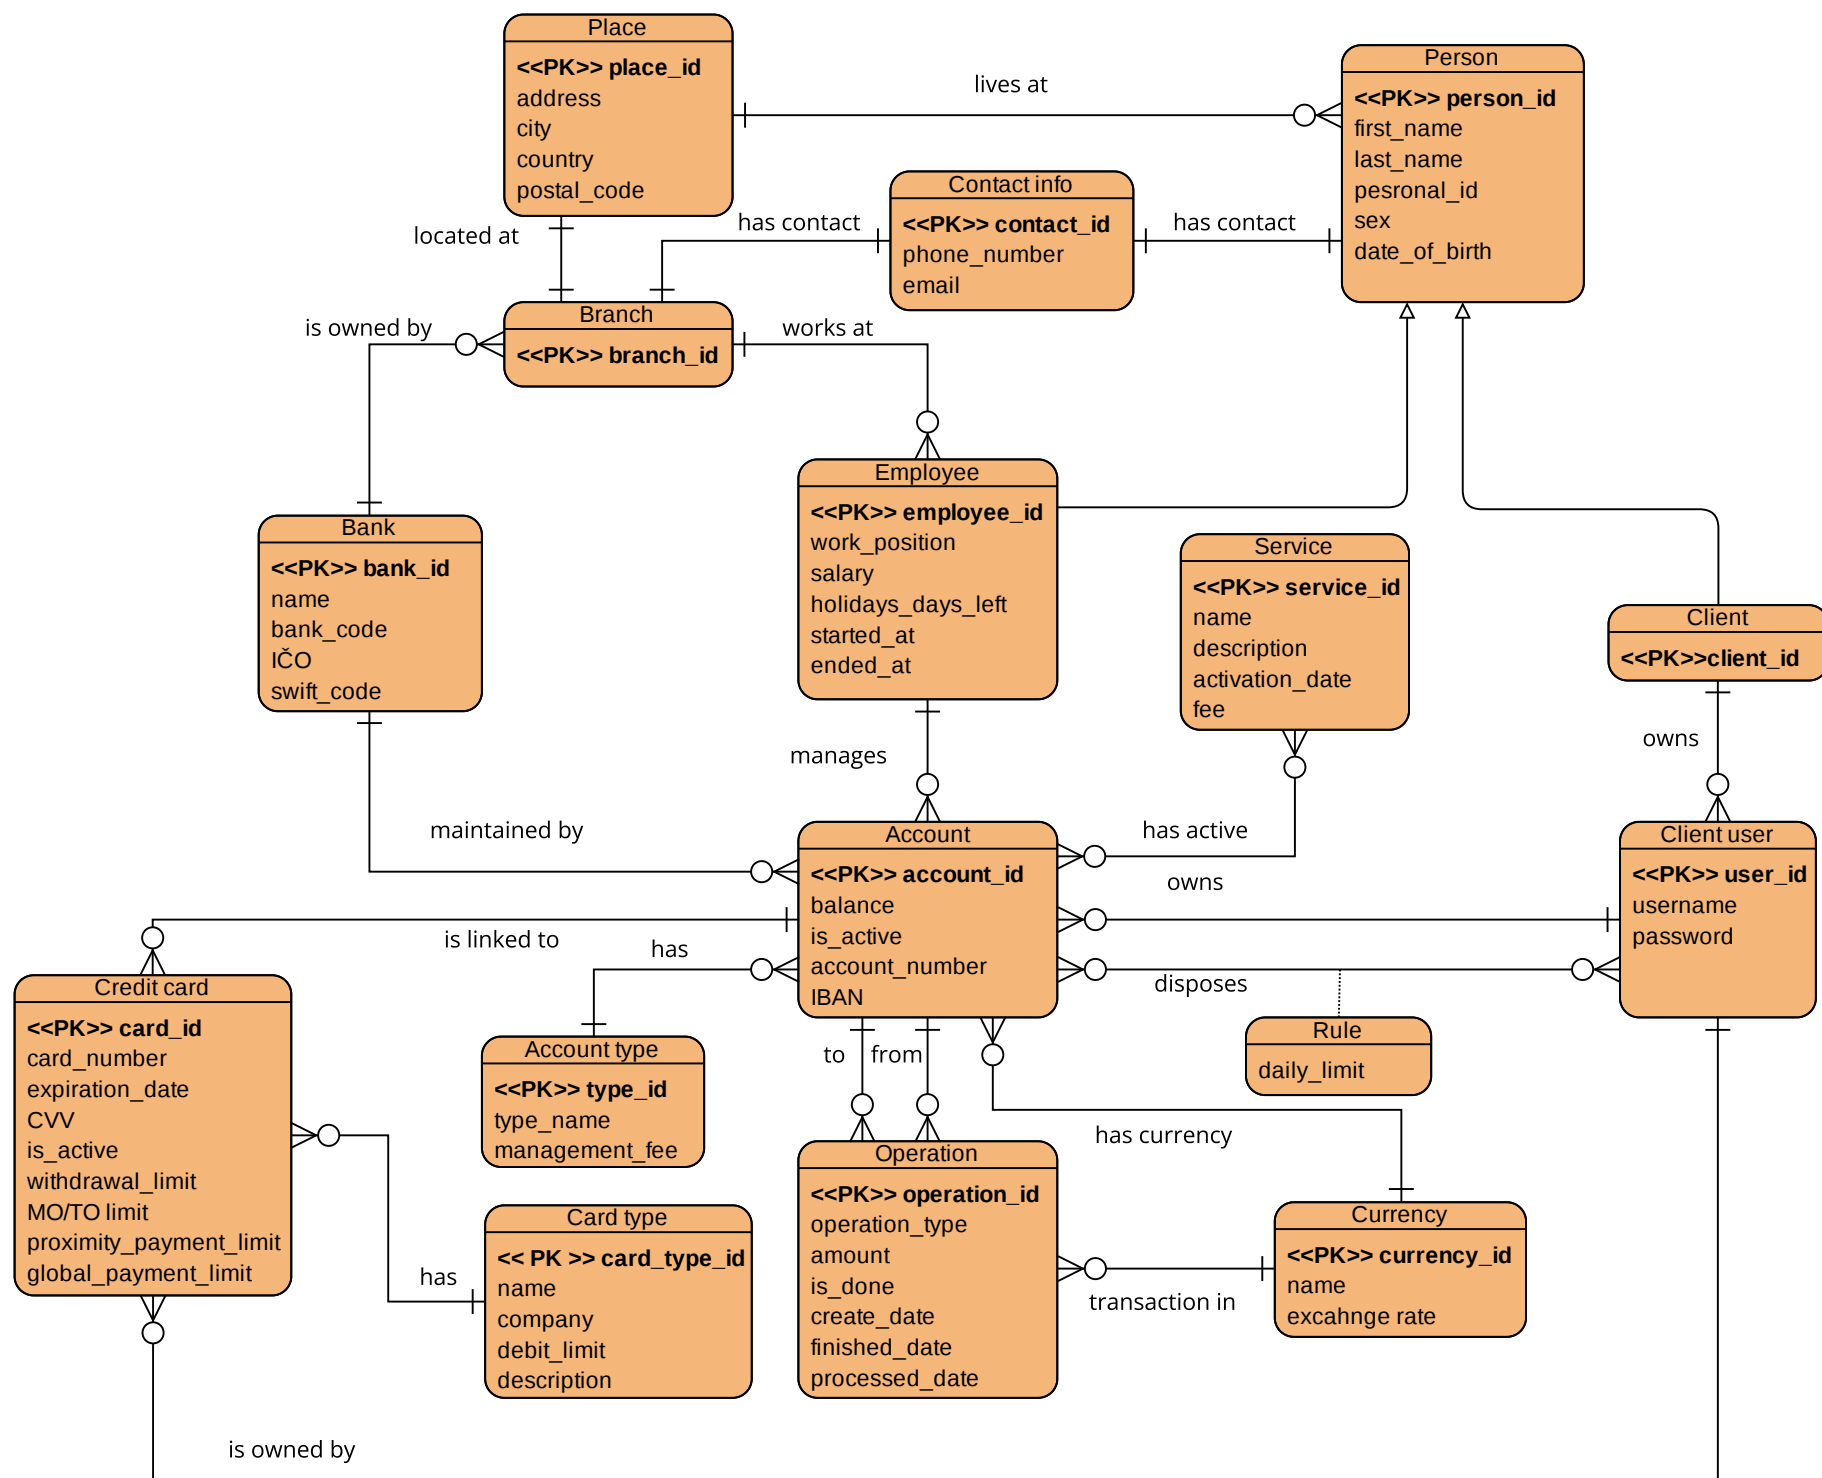 Place
<<PK>> place_id
address
city
country
postal_code
lives at
Person
<<PK>> person_id
first_name
last_name
pesronal_id
sex
date_of_birth
Contact info
<<PK>> contact_id
phone_number
email
has contact
has contact
located at
Branch
<<PK>> branch_id
is owned by
works at
Employee
<<PK>> employee_id
work_position
salary
holidays_days_left
started_at
ended_at
Bank
<<PK>> bank_id
name
bank_code
IČO
swift_code
Service
<<PK>> service_id
name
description
activation_date
fee
Client
<<PK>>client_id
owns
manages
maintained by
has active
Account
<<PK>> account_id
balance
is_active
account_number
IBAN
owns
Client user
<<PK>> user_id
username
password
is linked to
has
disposes
Credit card
<<PK>> card_id
card_number
expiration_date
CVV
is_active
withdrawal_limit
MO/TO limit
proximity_payment_limit
global_payment_limit
Account type
<<PK>> type_id
type_name
management_fee
to
from
Rule
daily_limit
has currency
Operation
<<PK>> operation_id
operation_type
amount
is_done
create_date
finished_date
processed_date
Card type
<< PK >> card_type_id
name
company
debit_limit
description
has
Currency
<<PK>> currency_id
name
excahnge rate
transaction in
is owned by